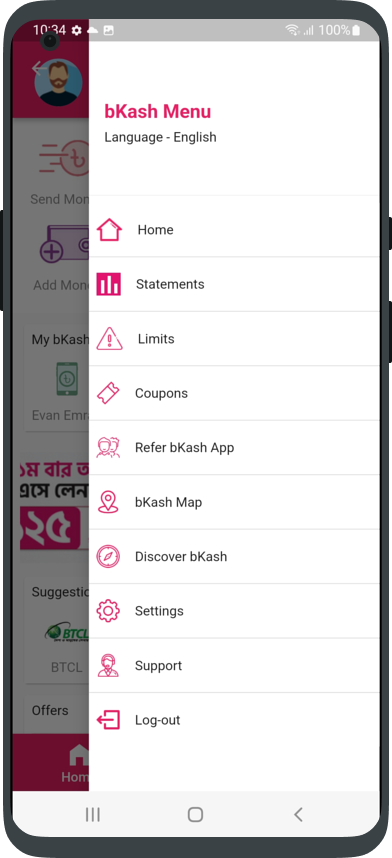 10:34
100%
bKash Menu
Language - English
Home
Statements
Limits
Coupons
Refer bKash App
bKash Map
Discover bKash
Settings
Support
Log-out
Send Mon
Add Mon
My bKash
Evan Emr
১ম বার
এসে লেন
৳২৫
Suggestio
BTCL
BTCL
Offers
Hom